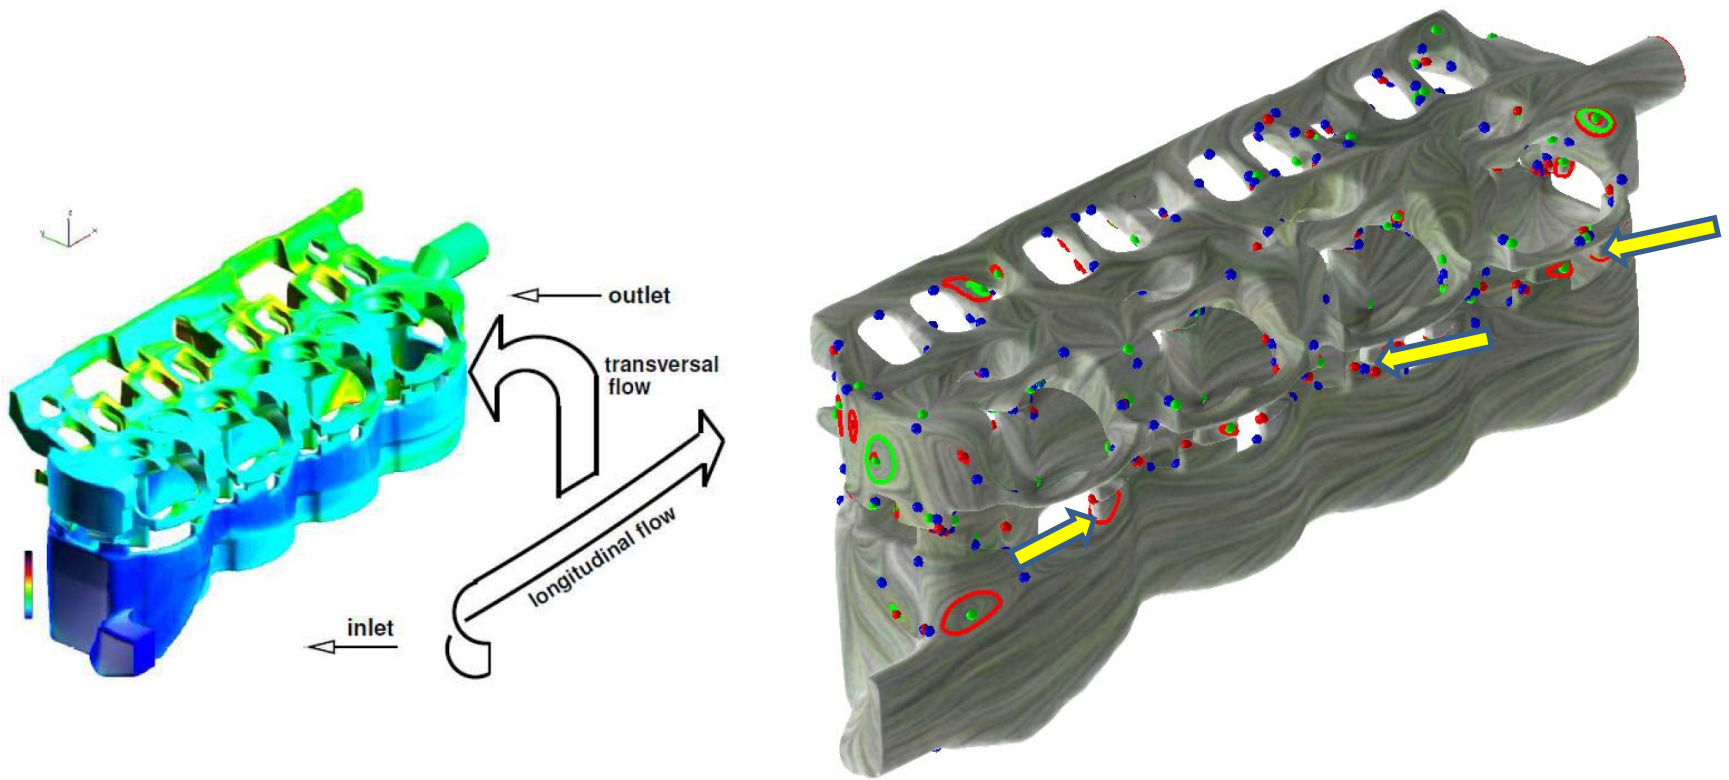 outlet
transversal
flow
longitudinal flow
inlet